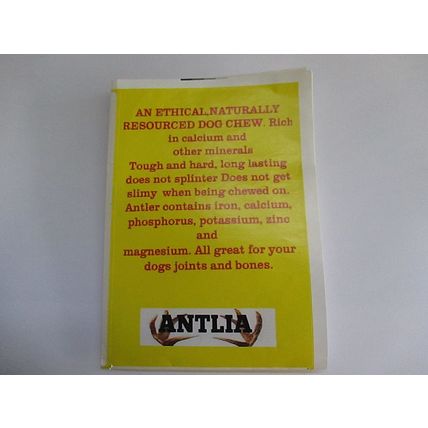 AN ETHICAL,NATURALLY
RESOURCED DOG CHEW. Rich
in calcium and
other minerals
Tough and hard, long lasting
does not splinter Does not get
slimy when being chewed on.
Antler contains iron, calcium,
phosphorus, potassium, zinc
and
magnesium. All great for your
dogs joints and bones.
ANTLIA